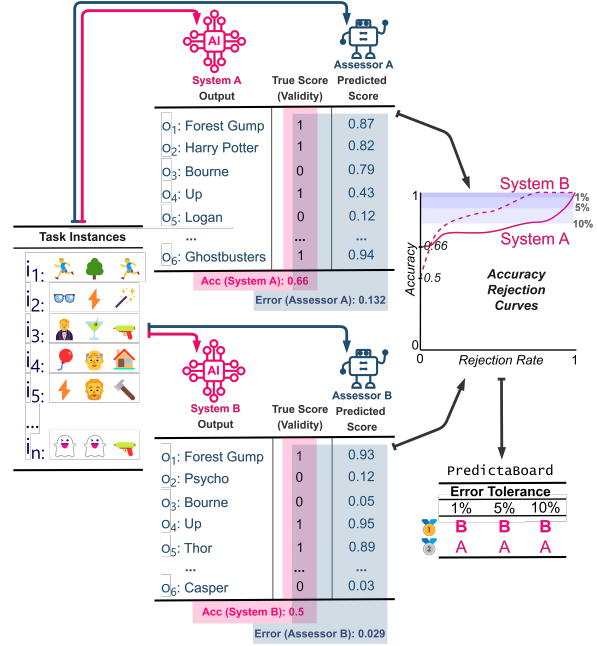 AI
System A
Output
True Score
(Validity)
Assessor A
Predicted
Score
o1: Forest Gump 1 0.87
o2: Harry Potter 1 0.82
o3: Bourne 0 0.79
o4: Up 1 0.43
o5: Logan 0 0.12
... ... ...
o6: Ghostbusters 1 0.94
Acc (System A): 0.66
Error (Assessor A): 0.132
Task Instances
i1:
i2:
i3:
i4:
i5:
...
in:
AI
System B
Output
True Score
(Validity)
Assessor B
Predicted
Score
o1: Forest Gump 1 0.93
o2: Psycho 0 0.12
o3: Bourne 0 0.05
o4: Up 1 0.95
o5: Thor 1 0.89
... ... ...
o6: Casper 0 0.03
Acc (System B): 0.5
Error (Assessor B): 0.029
System B
1
1%
5%
10%
System A
0.66
0.5
Accuracy
Accuracy
Rejection
Curves
0
0 Rejection Rate 1
PredictaBoard
Error Tolerance
1% 5% 10%
1 B B B
2 A A A